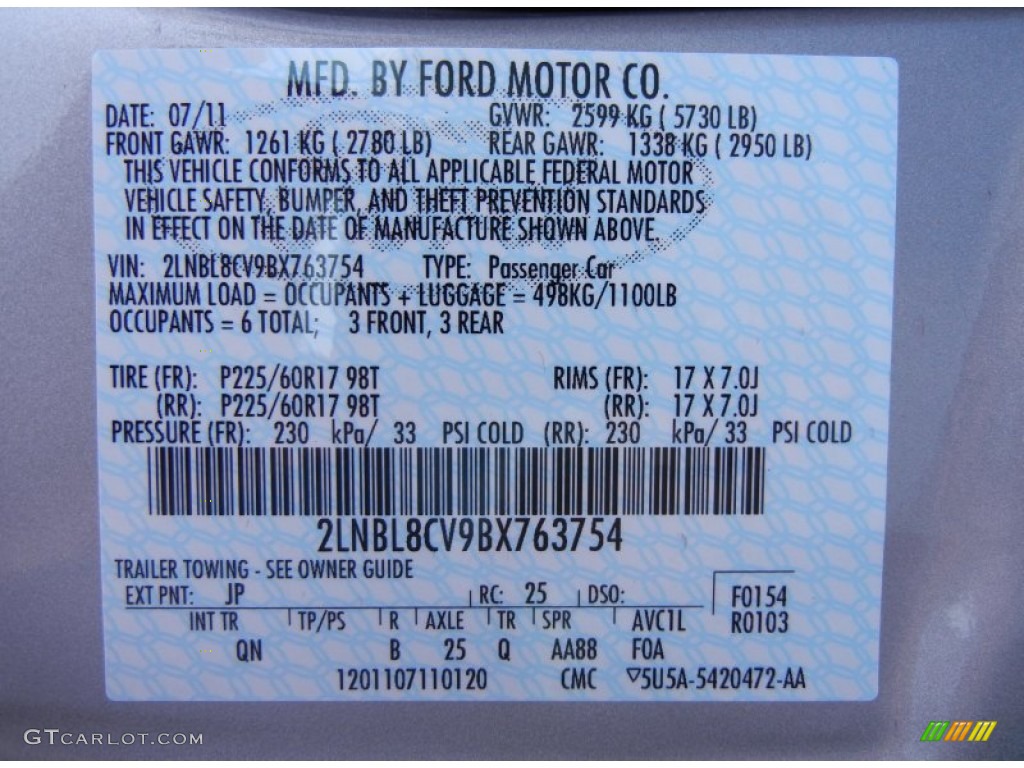 MFD. BY FORD MOTOR CO.
DATE: 07/11 GVWR: 2599 KG ( 5730 LB)
FRONT GAWR: 1261 KG ( 2780 LB) REAR GAWR: 1338 KG ( 2950 LB)
THIS VEHICLE CONFORMS TO ALL APPLICABLE FEDERAL MOTOR
VEHICLE SAFETY, BUMPER, AND THEFT PREVENTION STANDARDS
IN EFFECT ON THE DATE OF MANUFACTURE SHOWN ABOVE.
VIN: 2LNBL8CV9BX763754 TYPE: Passenger Car
MAXIMUM LOAD = OCCUPANTS + LUGGAGE = 498KG/1100LB
OCCUPANTS = 6 TOTAL; 3 FRONT, 3 REAR
TIRE (FR): P225/60R17 98T RIMS (FR): 17 X 7.0J
(RR): P225/60R17 98T (RR): 17 X 7.0J
PRESSURE (FR): 230 kPa/ 33 PSI COLD (RR): 230 kPa/ 33 PSI COLD
2LNBL8CV9BX763754
TRAILER TOWING - SEE OWNER GUIDE
EXT PNT: JP RC: 25 DSO: F0154
INT TR TP/PS R AXLE TR SPR AVC1L R0103
QN B 25 Q AA88 F0A
1201107110120 CMC ▽5U5A-5420472-AA
GTCARLOT.COM